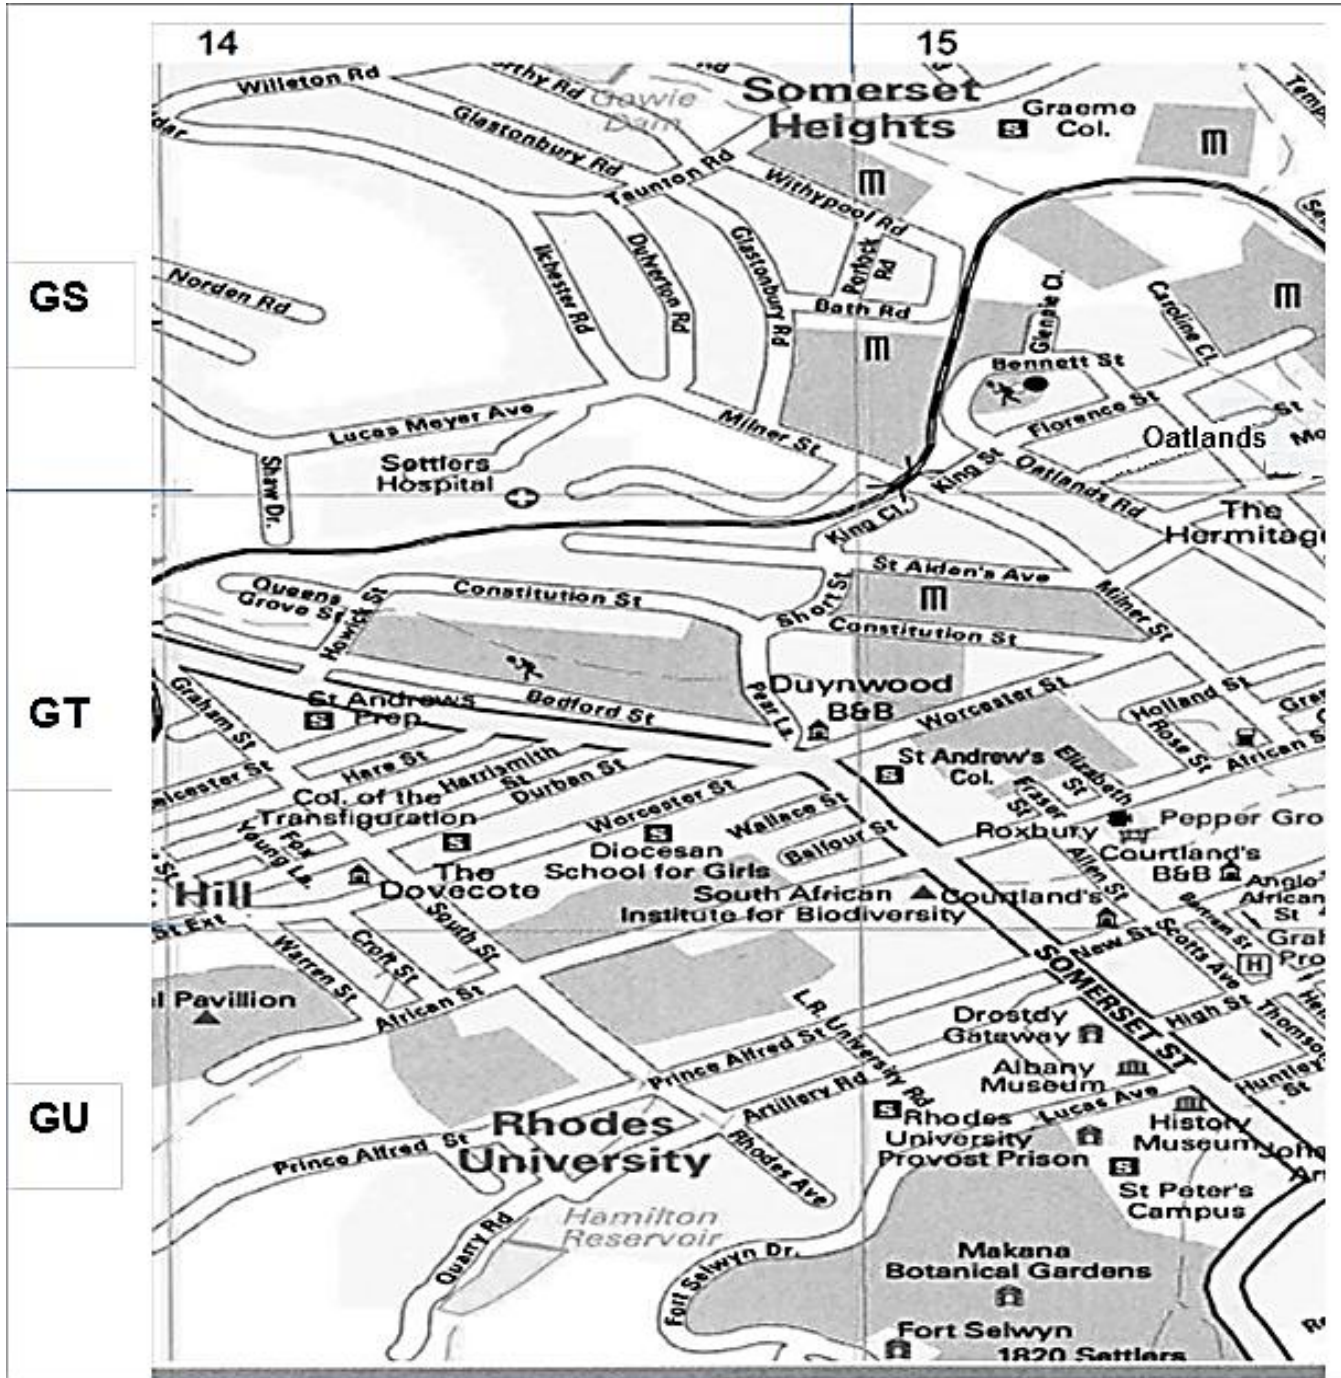 14
15
Willeton Rd
Somerset
Heights
Gowie
Dam
Graeme
Col.
Glastonbury Rd
Taunton Rd
Withypool Rd
Ilchester Rd
Dulverton Rd
Glastonbury Rd
Porlock
Rd
Bath Rd
Norden Rd
GS
Glennie Cl.
Caroline Cl.
Bennett St
Florence St
St
Oatlands
Lucas Meyer Ave
Milner St
Settlers
Hospital
Shaw Dr.
King St
Oatlands Rd
King Cl.
The
Hermitage
Queens
Grove St
Howick St
Constitution St
St Aiden's Ave
Short St
Milner St
Constitution St
GT
Graham St
St Andrews
Prep.
Bedford St
Pear La.
Duynwood
B&B
Worcester St
Holland St
Rose St
African S
Hare St
Harrismith
St
Durban St
St Andrew's
Col.
Elizabeth
St
Fraser
St
Col. of the
Transfiguration
Worcester St
Wallace St
Balfour St
Roxbury
Pepper Gro
Fox
Young La.
The
Dovecote
Diocesan
School for Girls
South African
Institute for Biodiversity
Allen St
Courtland's
B&B
Courtland's
African
St
Hill
St Ext
Warren St
Croft St
South St
African St
New St
Scotts Ave
Bertram St
H
Pro
SOMERSET ST
l Pavillion
L.R. University
Rd
High St
Drostdy
Gateway
Prince Alfred St
Artillery Rd
Albany
Museum
Lucas Ave
Huntley
St
GU
Rhodes
University
Prince Alfred St
Rhodes Ave
Rhodes
University
Provost Prison
History
Museum
St Peter's
Campus
Quarry Rd
Hamilton
Reservoir
Fort Selwyn Dr.
Makana
Botanical Gardens
Fort Selwyn
1820 Settlers